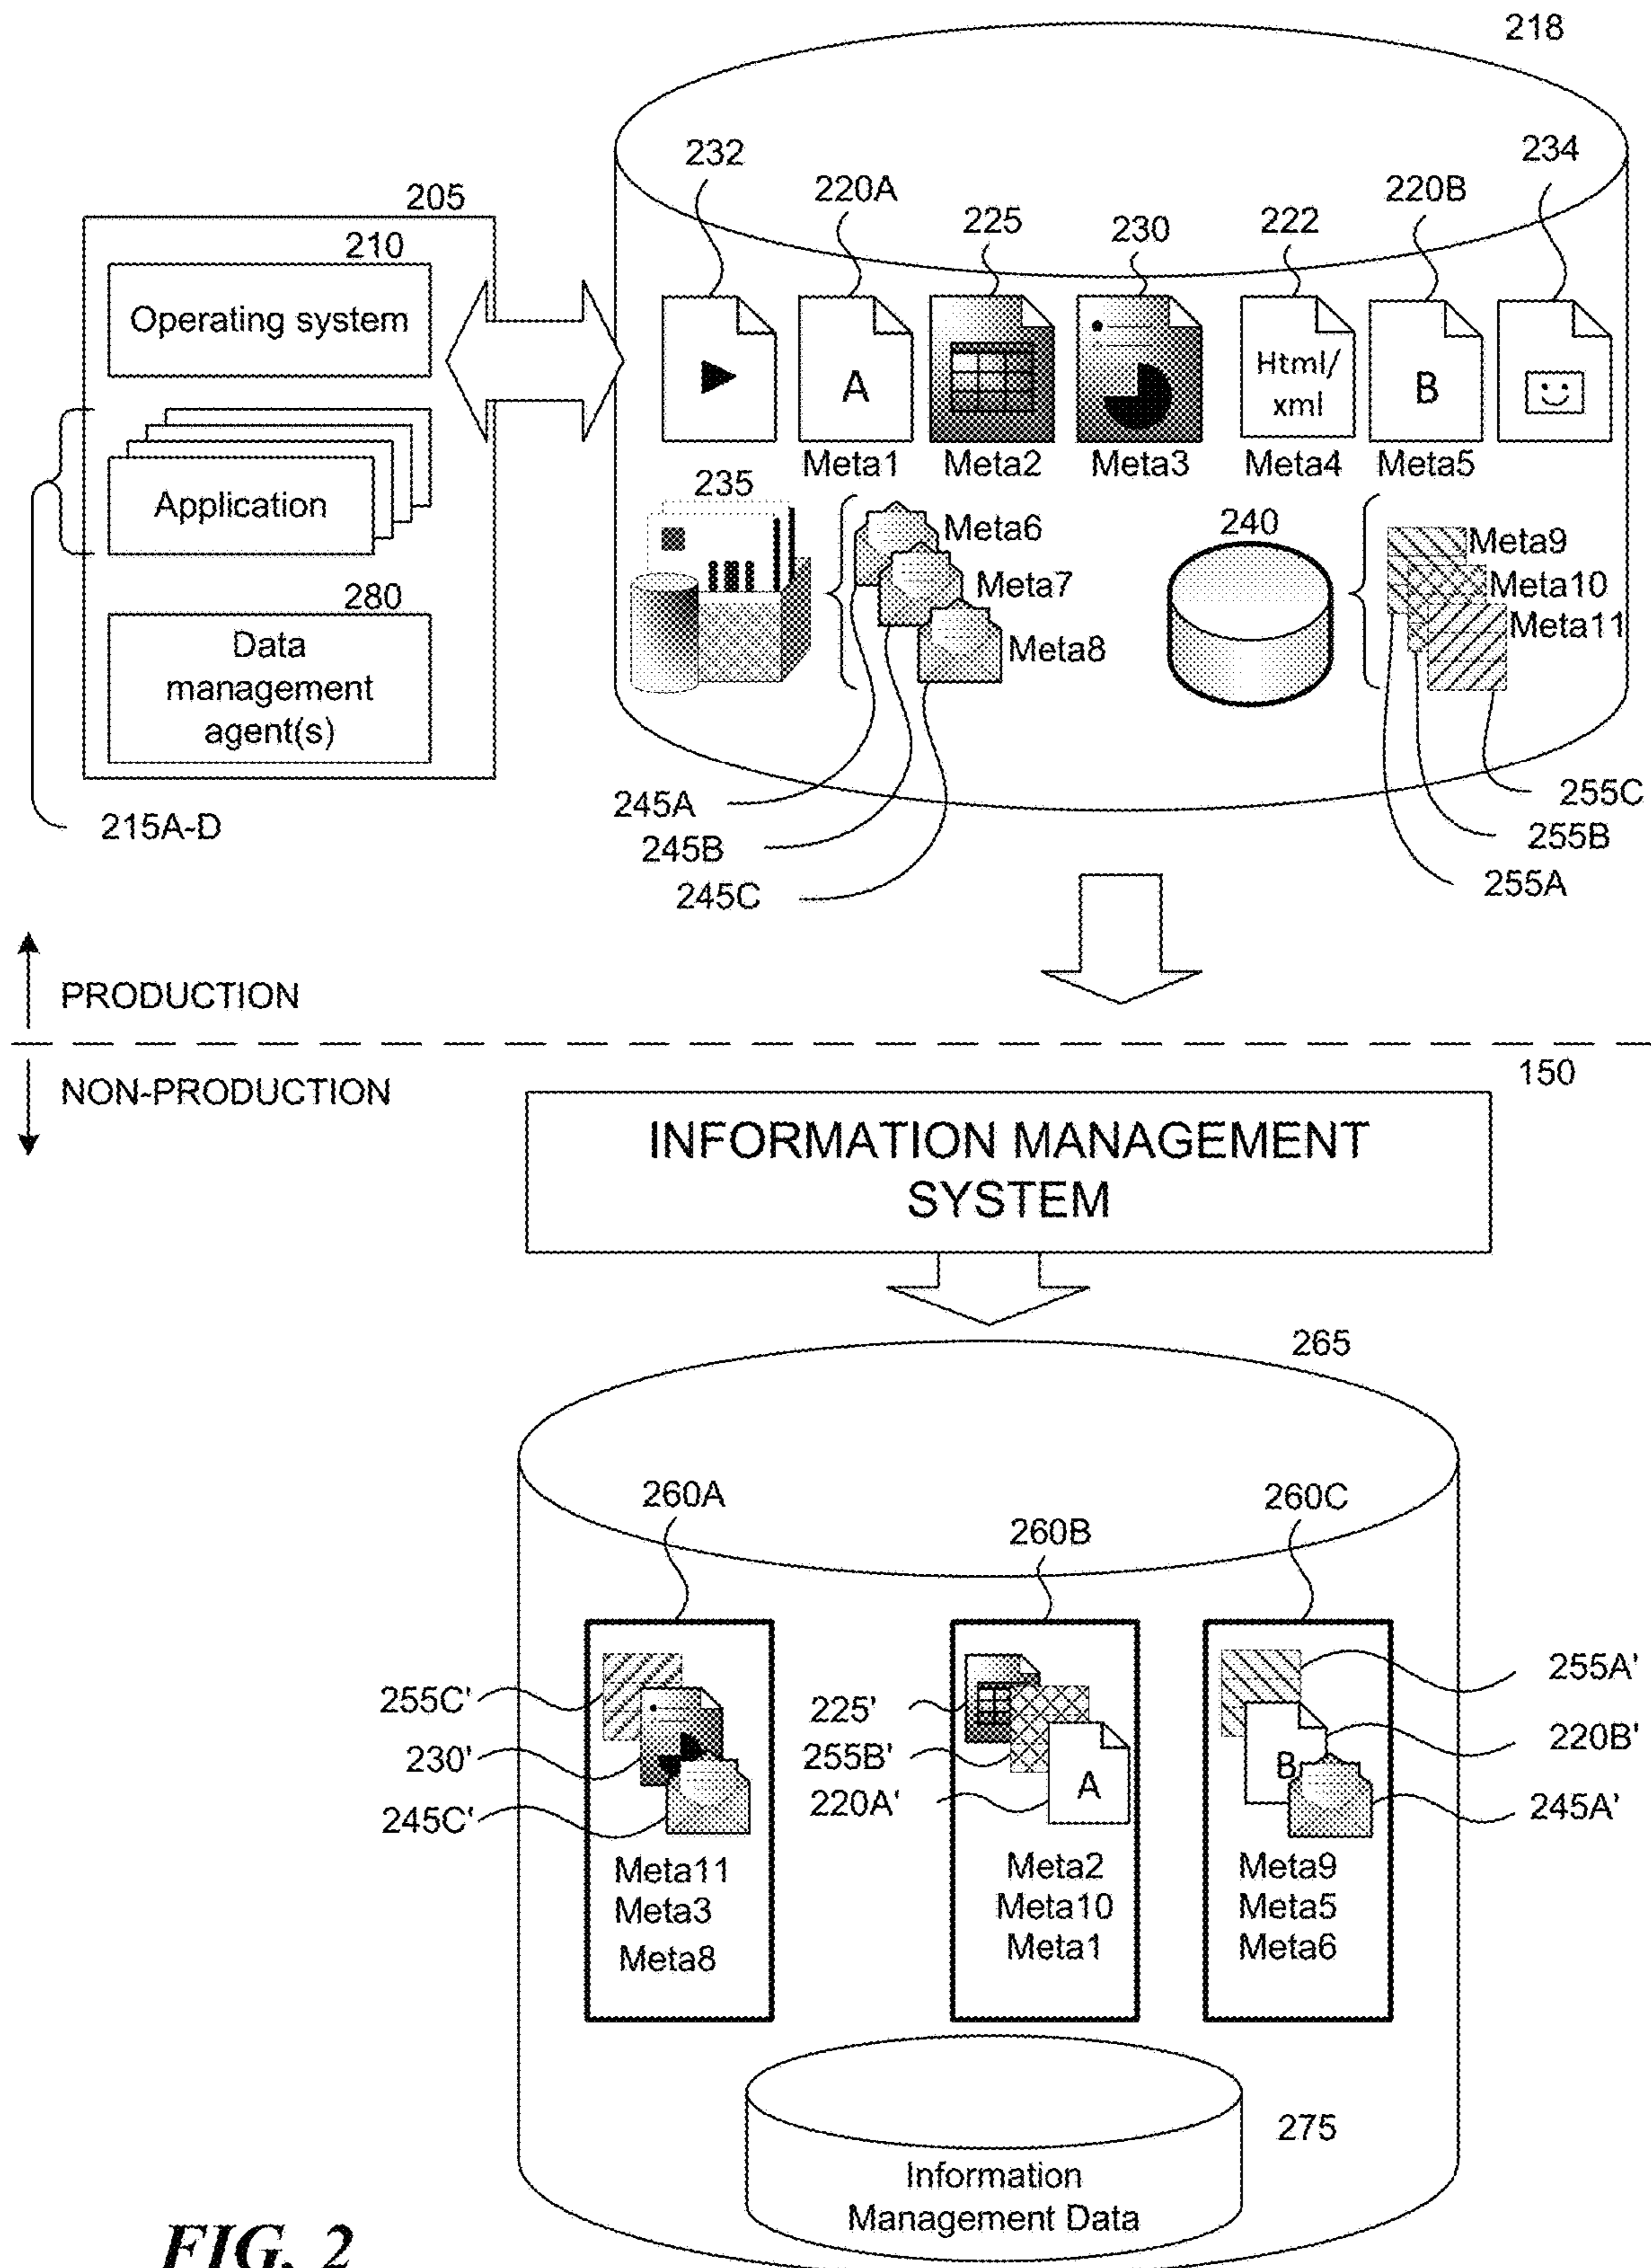 218
232
220A
225
230
222
220B
234
205
210
Operating system
A
Html/
xml
B
Meta1
Meta2
Meta3
Meta4
Meta5
Application
235
Meta6
Meta7
Meta8
240
Meta9
Meta10
Meta11
280
Data
management
agent(s)
215A-D
245A
245B
245C
255C
255B
255A
PRODUCTION
NON-PRODUCTION
150
INFORMATION MANAGEMENT
SYSTEM
265
260A
260B
260C
255C'
230'
245C'
225'
255B'
220A'
A
B
255A'
220B'
245A'
Meta11
Meta3
Meta8
Meta2
Meta10
Meta1
Meta9
Meta5
Meta6
275
Information
Management Data
FIG. 2